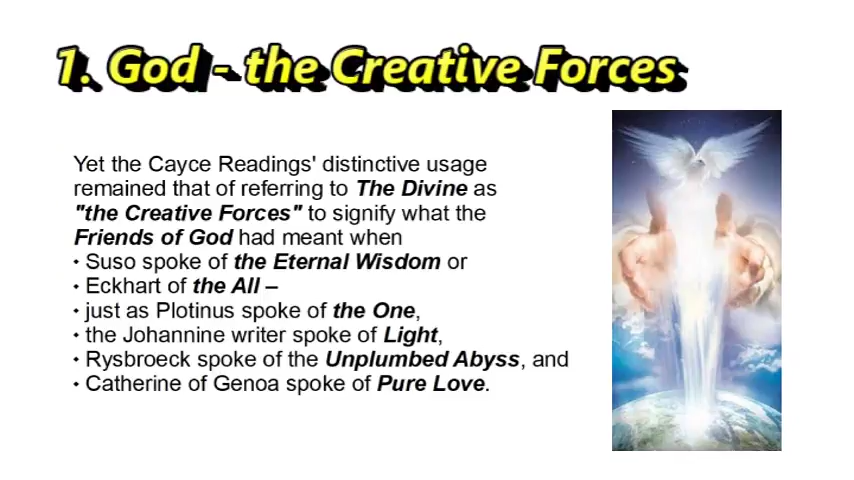 1. God - the Creative Forces
Yet the Cayce Readings' distinctive usage
remained that of referring to The Divine as
"the Creative Forces" to signify what the
Friends of God had meant when
• Suso spoke of the Eternal Wisdom or
• Eckhart of the All –
• just as Plotinus spoke of the One,
• the Johannine writer spoke of Light,
• Rysbroeck spoke of the Unplumbed Abyss, and
• Catherine of Genoa spoke of Pure Love.